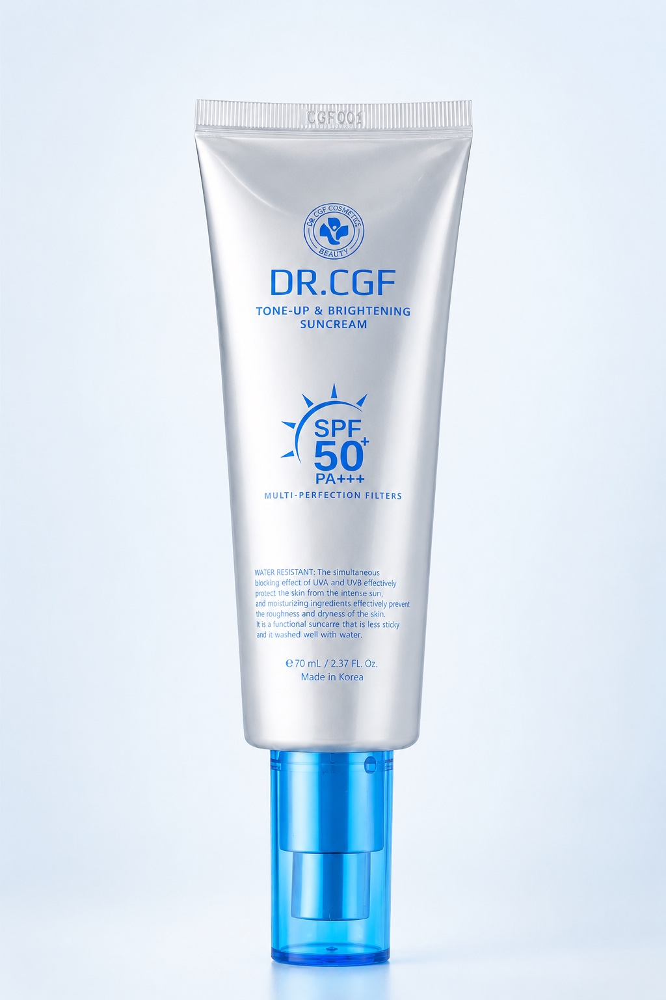 CGF001
DR.CGF COSMETICS
BEAUTY
DR.CGF
TONE-UP & BRIGHTENING
SUNCREAM
SPF
50+
PA+++
MULTI-PERFECTION FILTERS
WATER RESISTANT: The simultaneous
blocking effect of UVA and UVB effectively
protect the skin from the intense sun,
and moisturizing ingredients effectively prevent
the roughness and dryness of the skin.
It is a functional suncarre that is less sticky
and it washed well with water.
℮ 70 mL / 2.37 FL. Oz.
Made in Korea